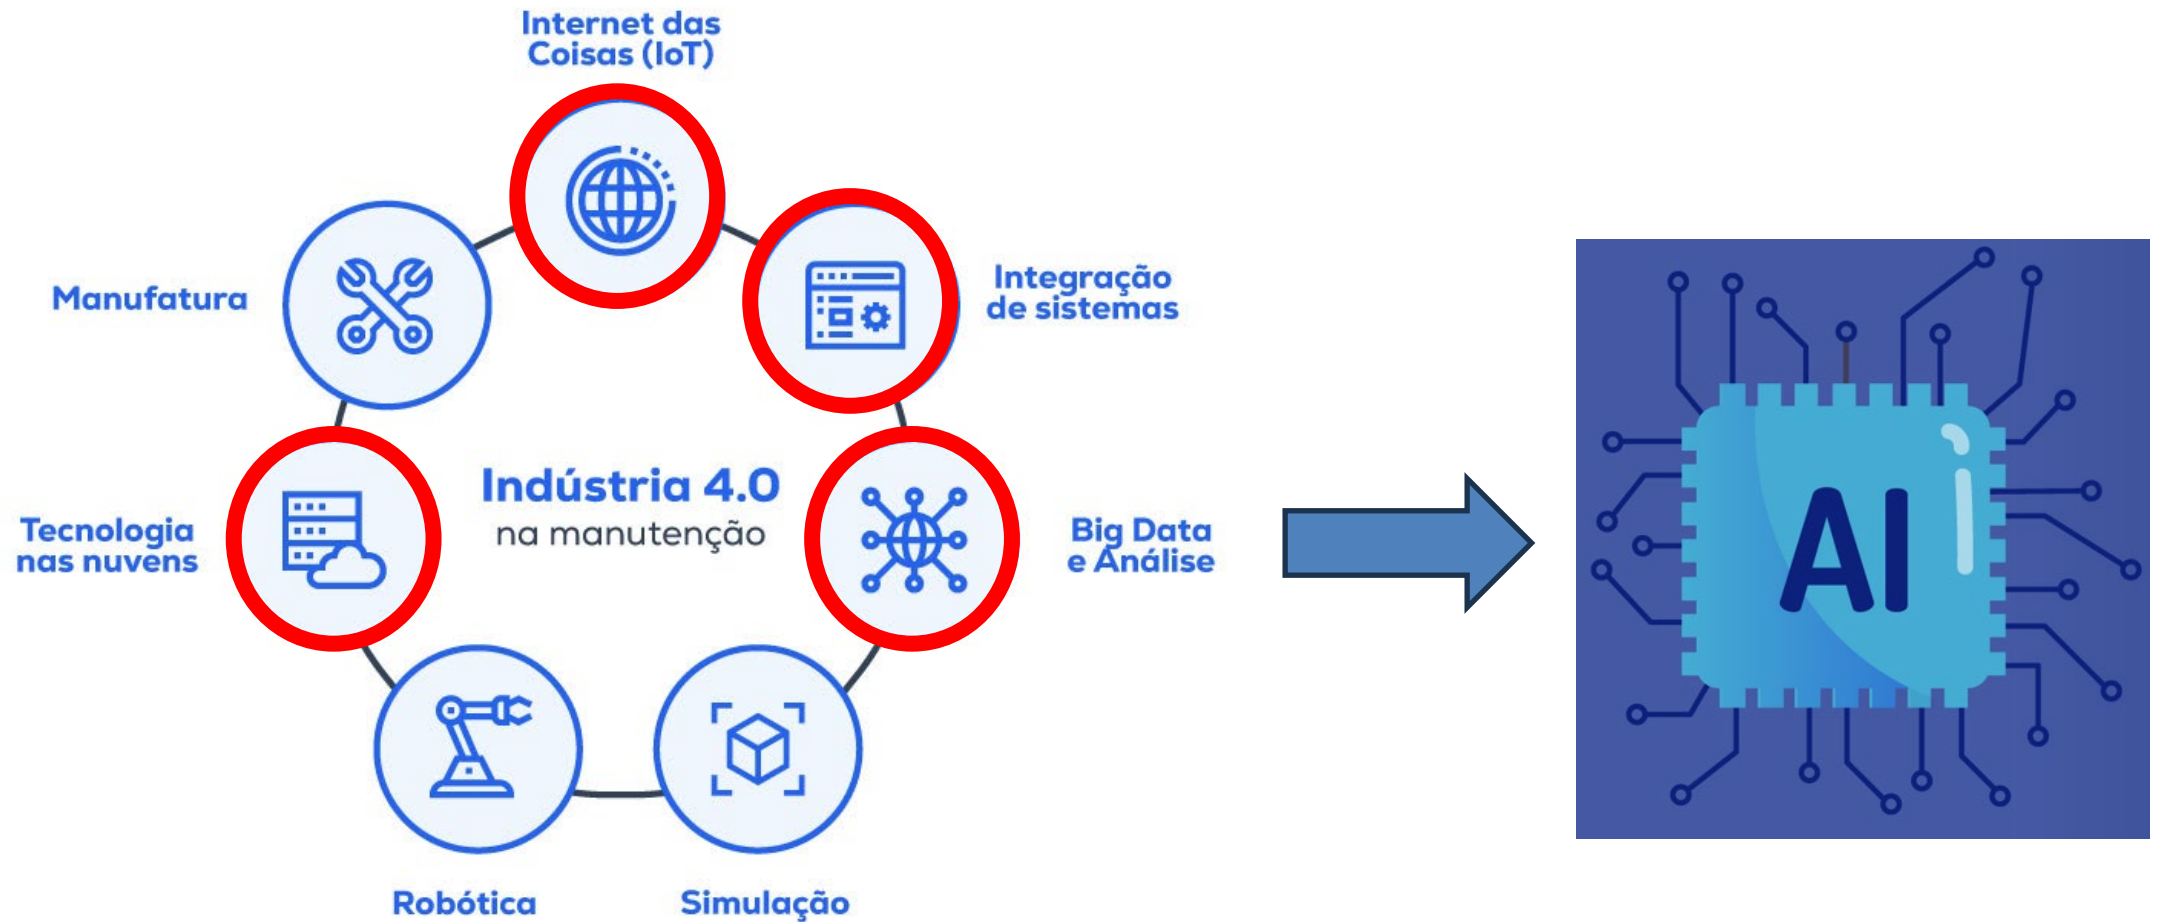 Internet das
Coisas (IoT)
Manufatura
Integração
de sistemas
Indústria 4.0
na manutenção
Tecnologia
nas nuvens
Big Data
e Análise
Robótica
Simulação
AI